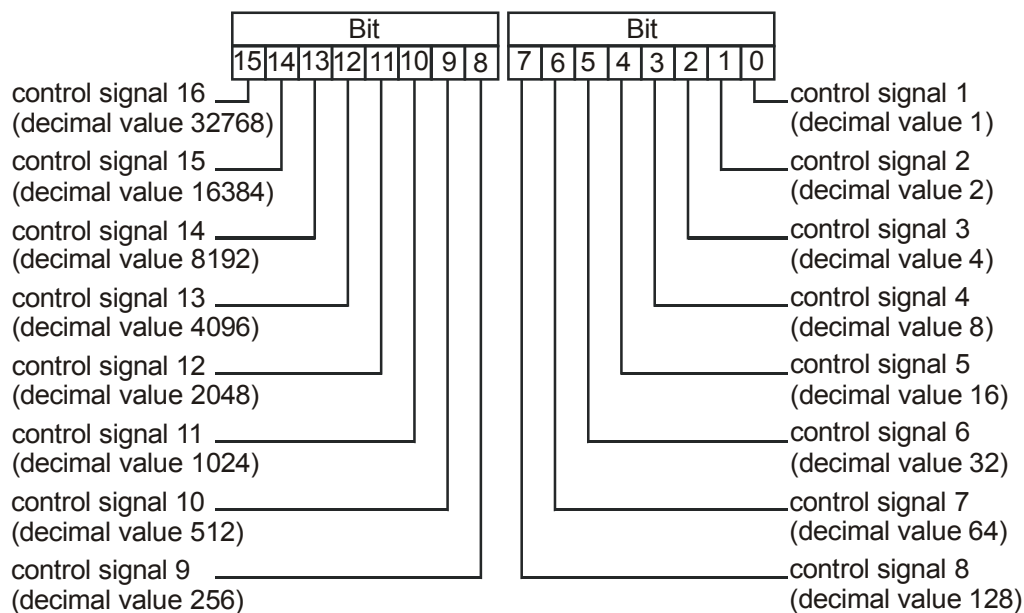 Bit Bit
15 14 13 12 11 10 9 8 7 6 5 4 3 2 1 0
control signal 16
(decimal value 32768)
control signal 15
(decimal value 16384)
control signal 14
(decimal value 8192)
control signal 13
(decimal value 4096)
control signal 12
(decimal value 2048)
control signal 11
(decimal value 1024)
control signal 10
(decimal value 512)
control signal 9
(decimal value 256)
control signal 1
(decimal value 1)
control signal 2
(decimal value 2)
control signal 3
(decimal value 4)
control signal 4
(decimal value 8)
control signal 5
(decimal value 16)
control signal 6
(decimal value 32)
control signal 7
(decimal value 64)
control signal 8
(decimal value 128)